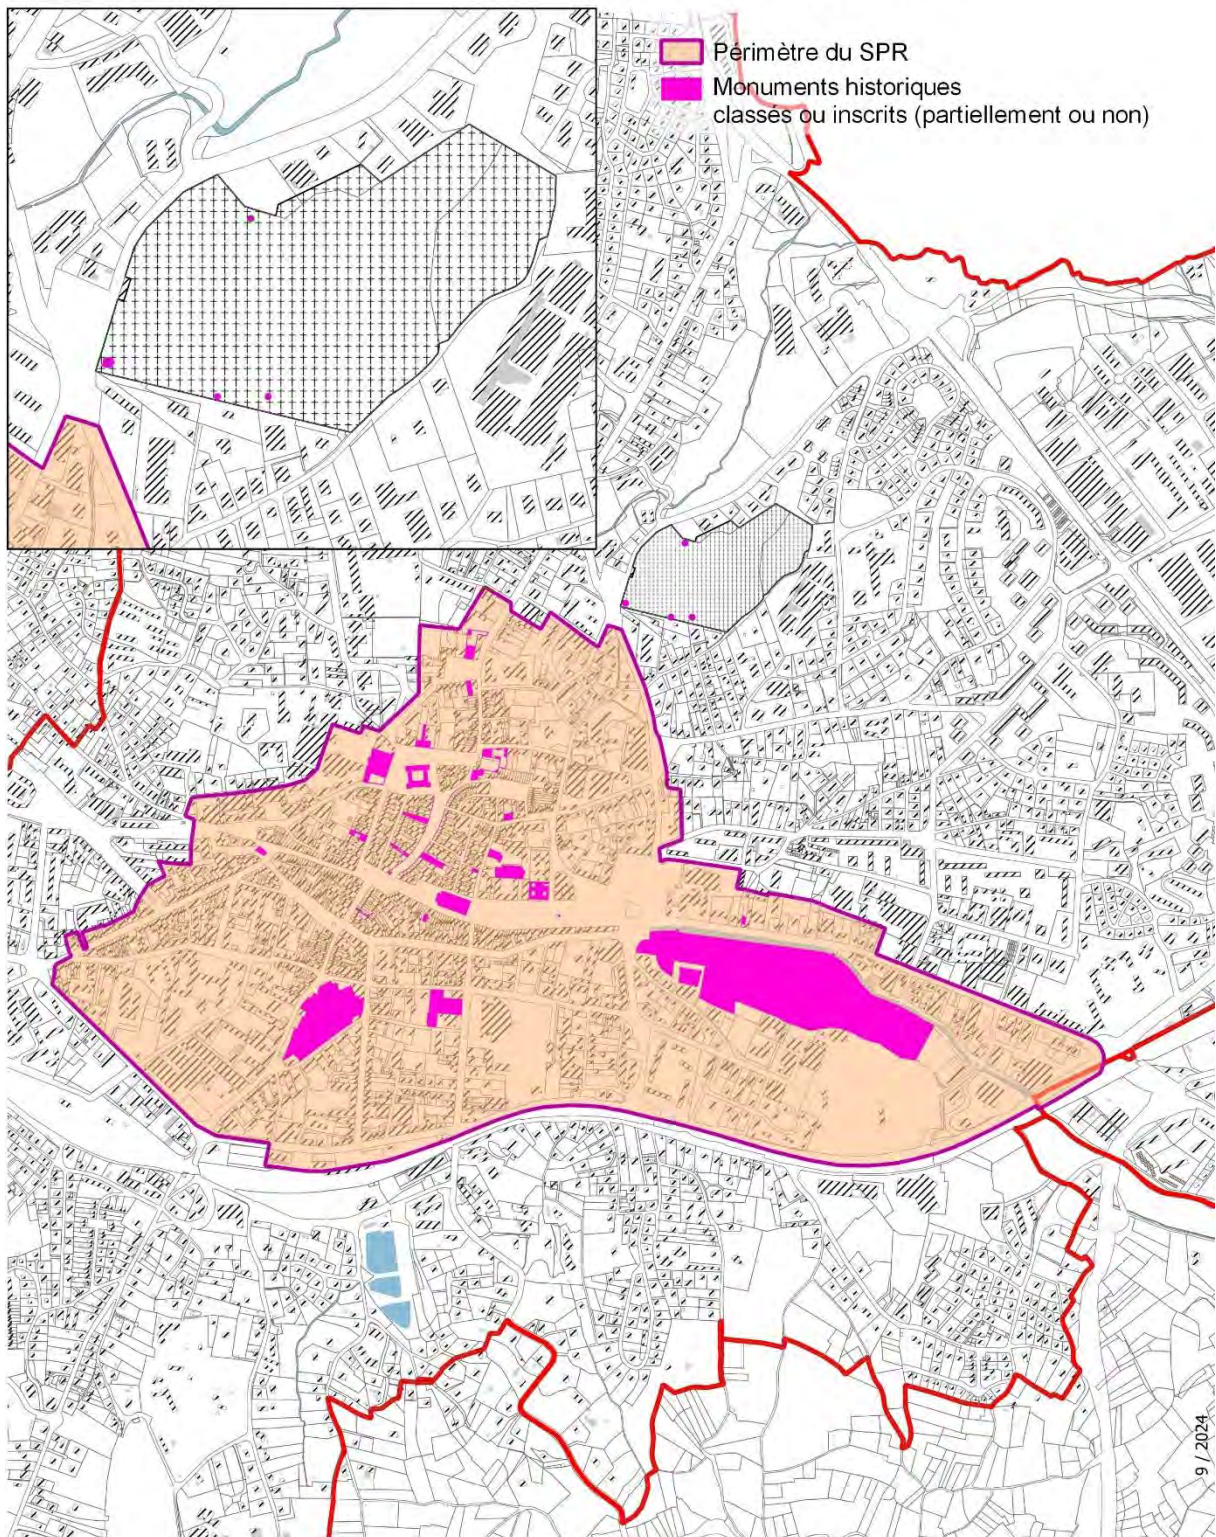 Périmètre du SPR
Monuments historiques
classés ou inscrits (partiellement ou non)
9 / 2024